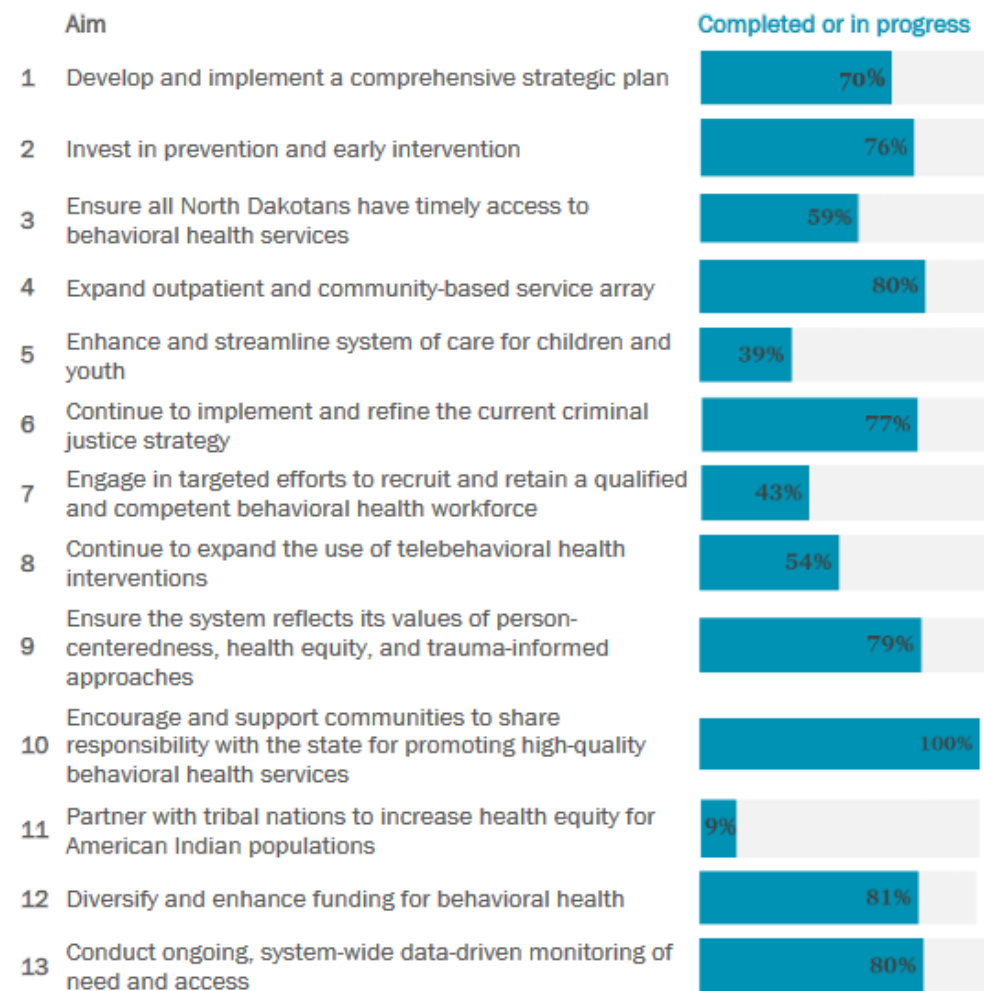 Aim Completed or in progress
1 Develop and implement a comprehensive strategic plan 70%
2 Invest in prevention and early intervention 76%
3 Ensure all North Dakotans have timely access to
behavioral health services 59%
4 Expand outpatient and community-based service array 80%
5 Enhance and streamline system of care for children and
youth 39%
6 Continue to implement and refine the current criminal
justice strategy 77%
7 Engage in targeted efforts to recruit and retain a qualified
and competent behavioral health workforce 43%
8 Continue to expand the use of telebehavioral health
interventions 54%
9 Ensure the system reflects its values of person-
centeredness, health equity, and trauma-informed
approaches 79%
10 Encourage and support communities to share
responsibility with the state for promoting high-quality
behavioral health services 100%
11 Partner with tribal nations to increase health equity for
American Indian populations 9%
12 Diversify and enhance funding for behavioral health 81%
13 Conduct ongoing, system-wide data-driven monitoring of
need and access 80%